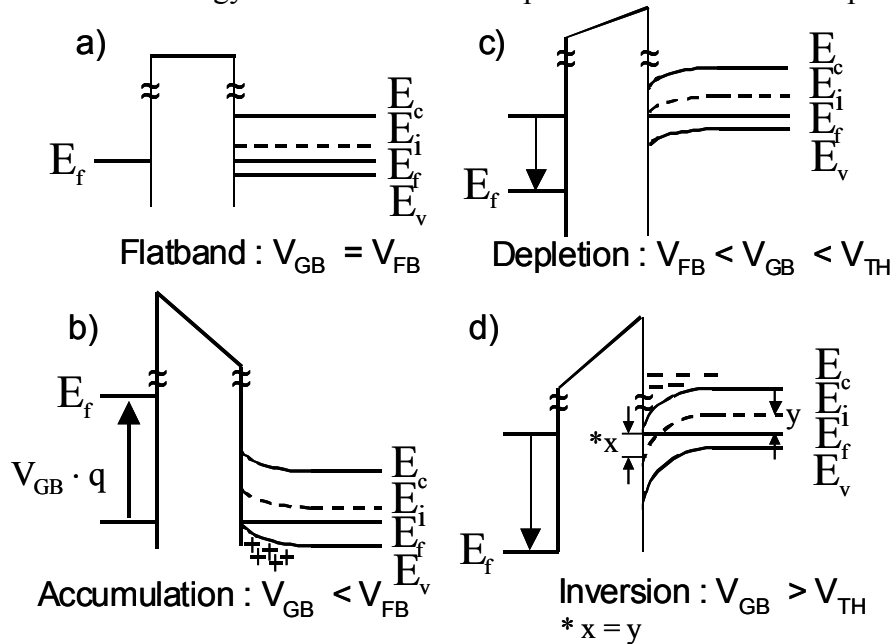 a)
E_c
E_i
E_f
E_f
E_v
Flatband : V_GB = V_FB
c)
E_c
E_i
E_f
E_v
E_f
Depletion : V_FB < V_GB < V_TH
b)
E_f
V_GB · q
E_c
E_i
E_f
E_v
Accumulation : V_GB < V_FB
d)
E_c
E_i
y
*x
E_f
E_v
E_f
Inversion : V_GB > V_TH
* x = y